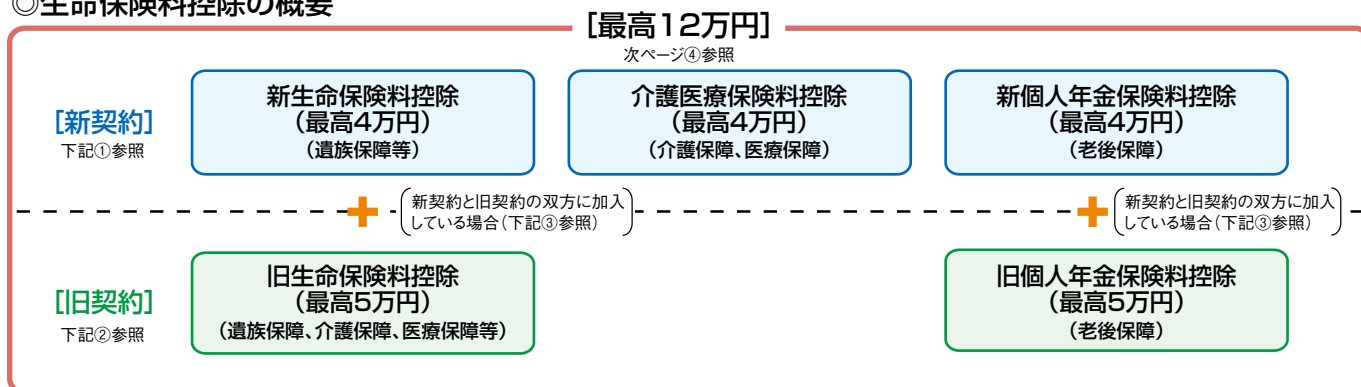 ◎生命保険料控除の概要
[最高12万円]
次ページ④参照
[新契約]
下記①参照
新生命保険料控除
(最高4万円)
(遺族保障等)
介護医療保険料控除
(最高4万円)
(介護保障、医療保障)
新個人年金保険料控除
(最高4万円)
(老後保障)
新契約と旧契約の双方に加入
している場合(下記③参照)
新契約と旧契約の双方に加入
している場合(下記③参照)
[旧契約]
下記②参照
旧生命保険料控除
(最高5万円)
(遺族保障、介護保障、医療保障等)
旧個人年金保険料控除
(最高5万円)
(老後保障)